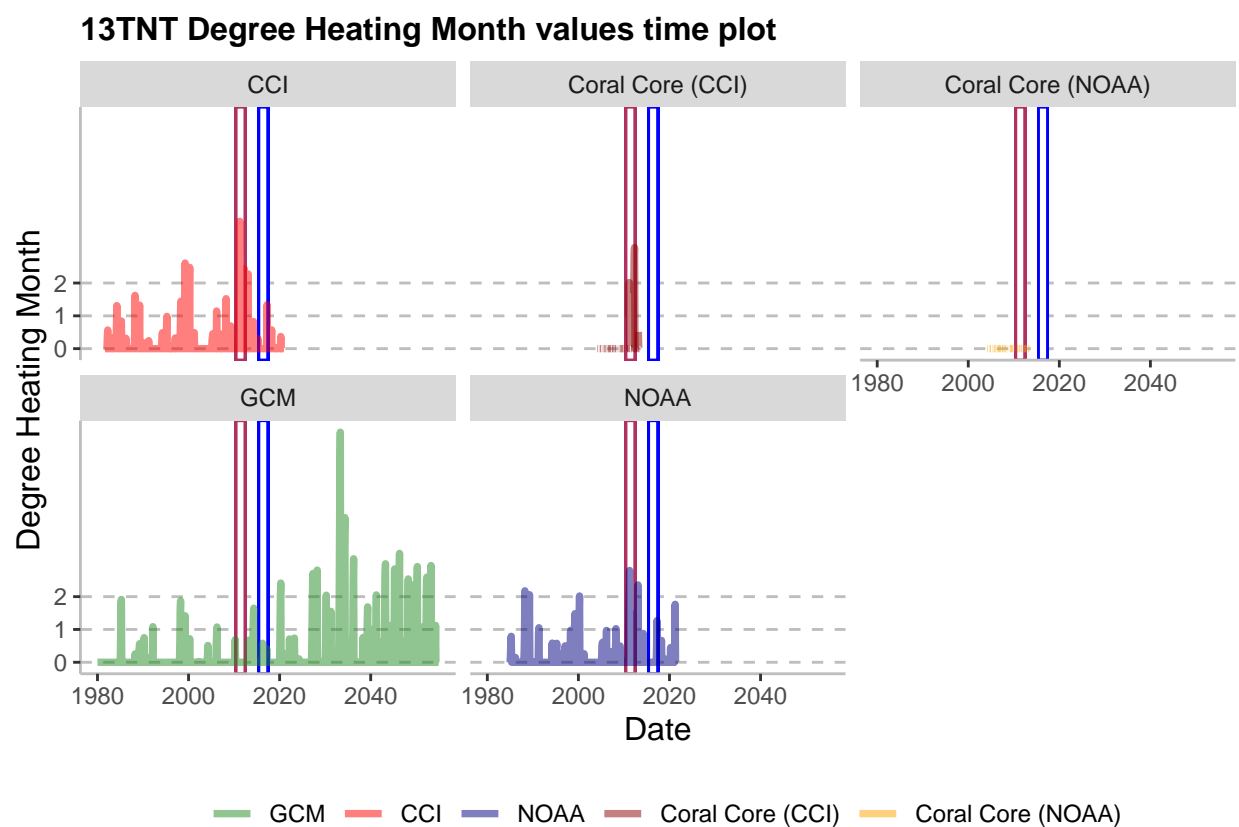 13TNT Degree Heating Month values time plot
CCI Coral Core (CCI) Coral Core (NOAA)
2
1
0
1980 2000 2020 2040
GCM NOAA
2
1
0
1980 2000 2020 2040 1980 2000 2020 2040
Degree Heating Month
Date
GCM CCI NOAA Coral Core (CCI) Coral Core (NOAA)